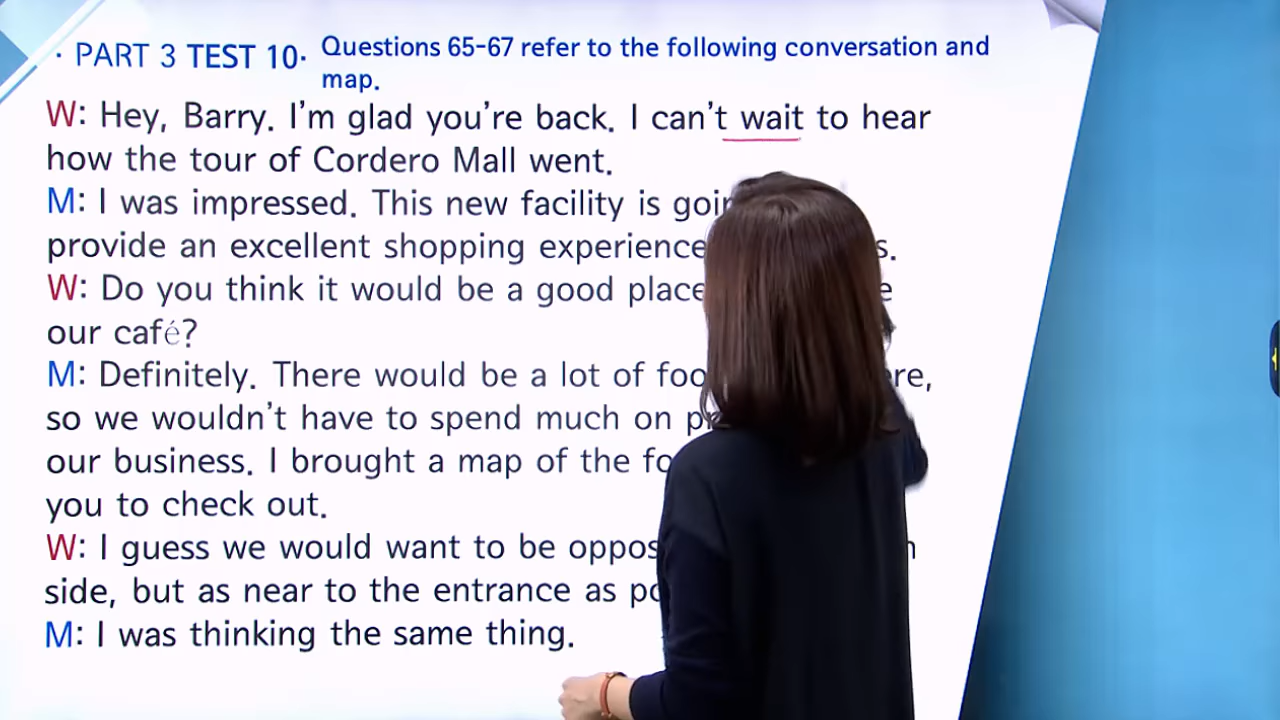 · PART 3 TEST 10·
Questions 65-67 refer to the following conversation and
map.
W: Hey, Barry. I'm glad you're back. I can't wait to hear
how the tour of Cordero Mall went.
M: I was impressed. This new facility is
provide an excellent shopping experience
W: Do you think it would be a good place
our café?
M: Definitely. There would be a lot of
so we wouldn't have to spend much on
our business. I brought a map of the
you to check out.
W: I guess we would want to be
side, but as near to the entrance as
M: I was thinking the same thing.